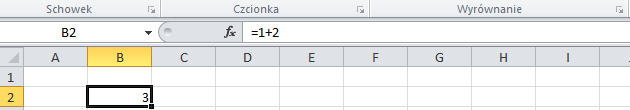 Schowek Czcionka Wyrównanie
B2 fx =1+2
A B C D E F G H I
1
2 3